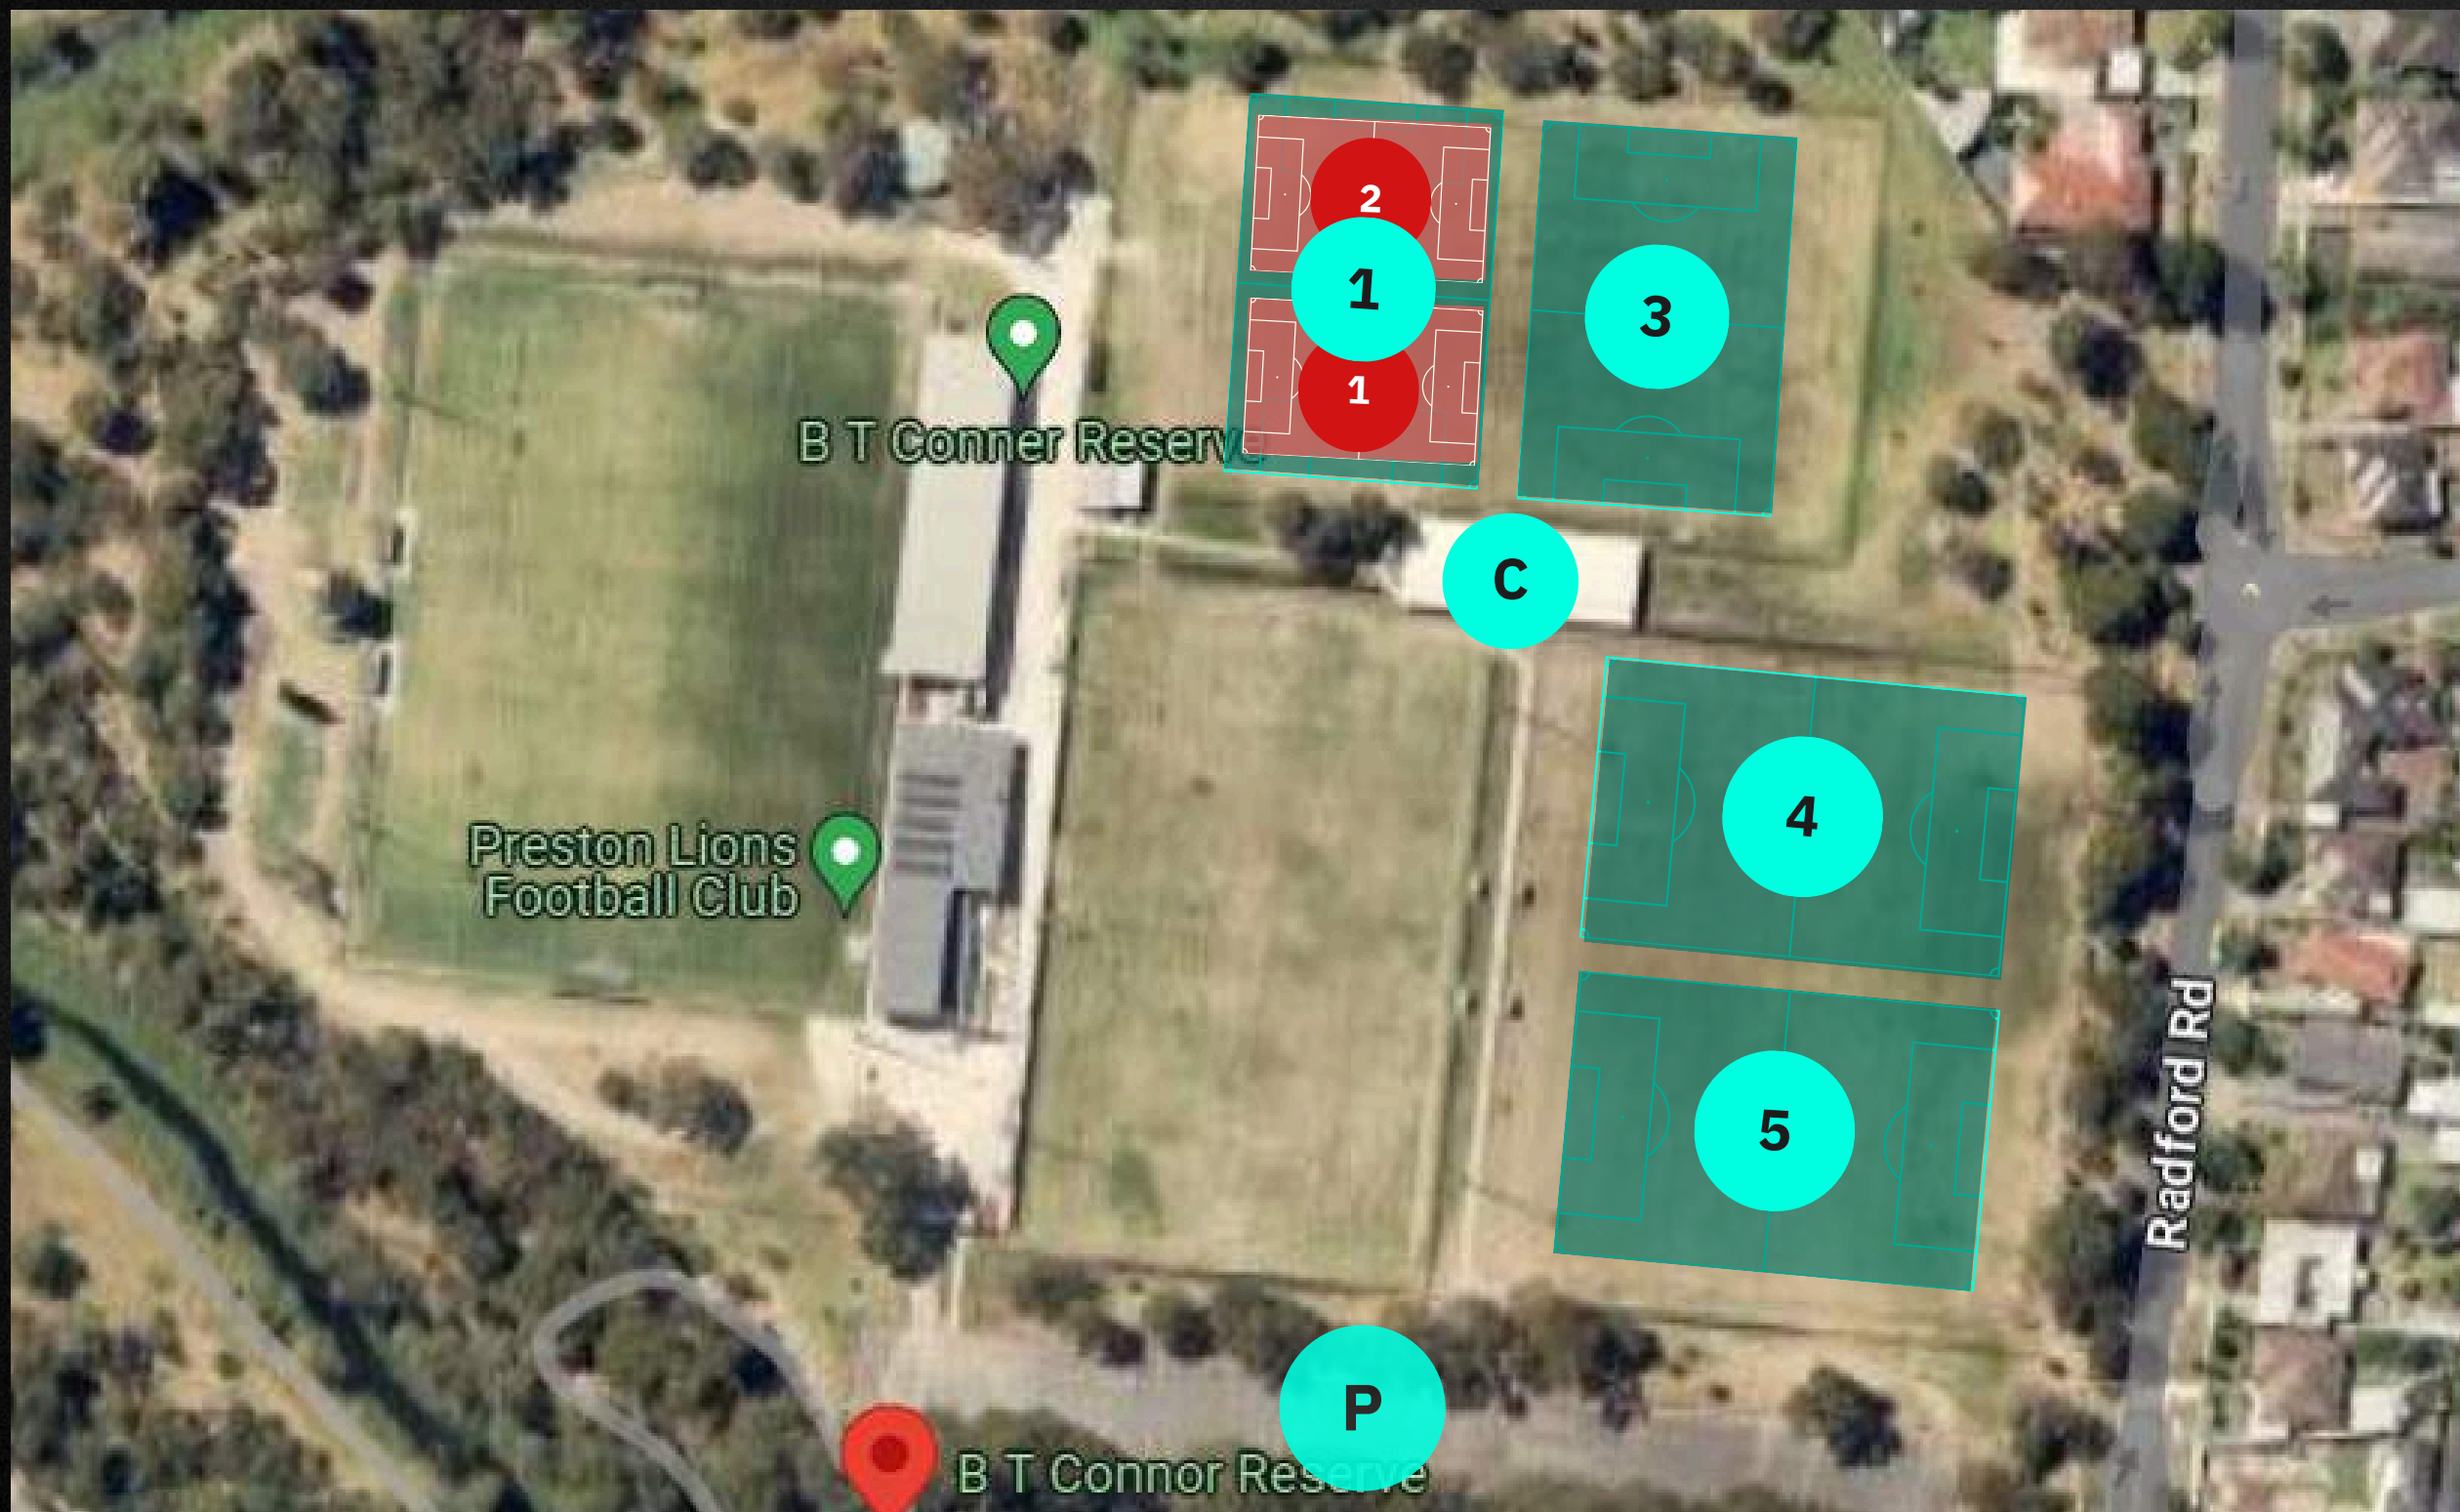 2
1
3
1
B T Conner Reserve
C
4
Preston Lions
Football Club
5
Radford Rd
P
B T Connor Reserve